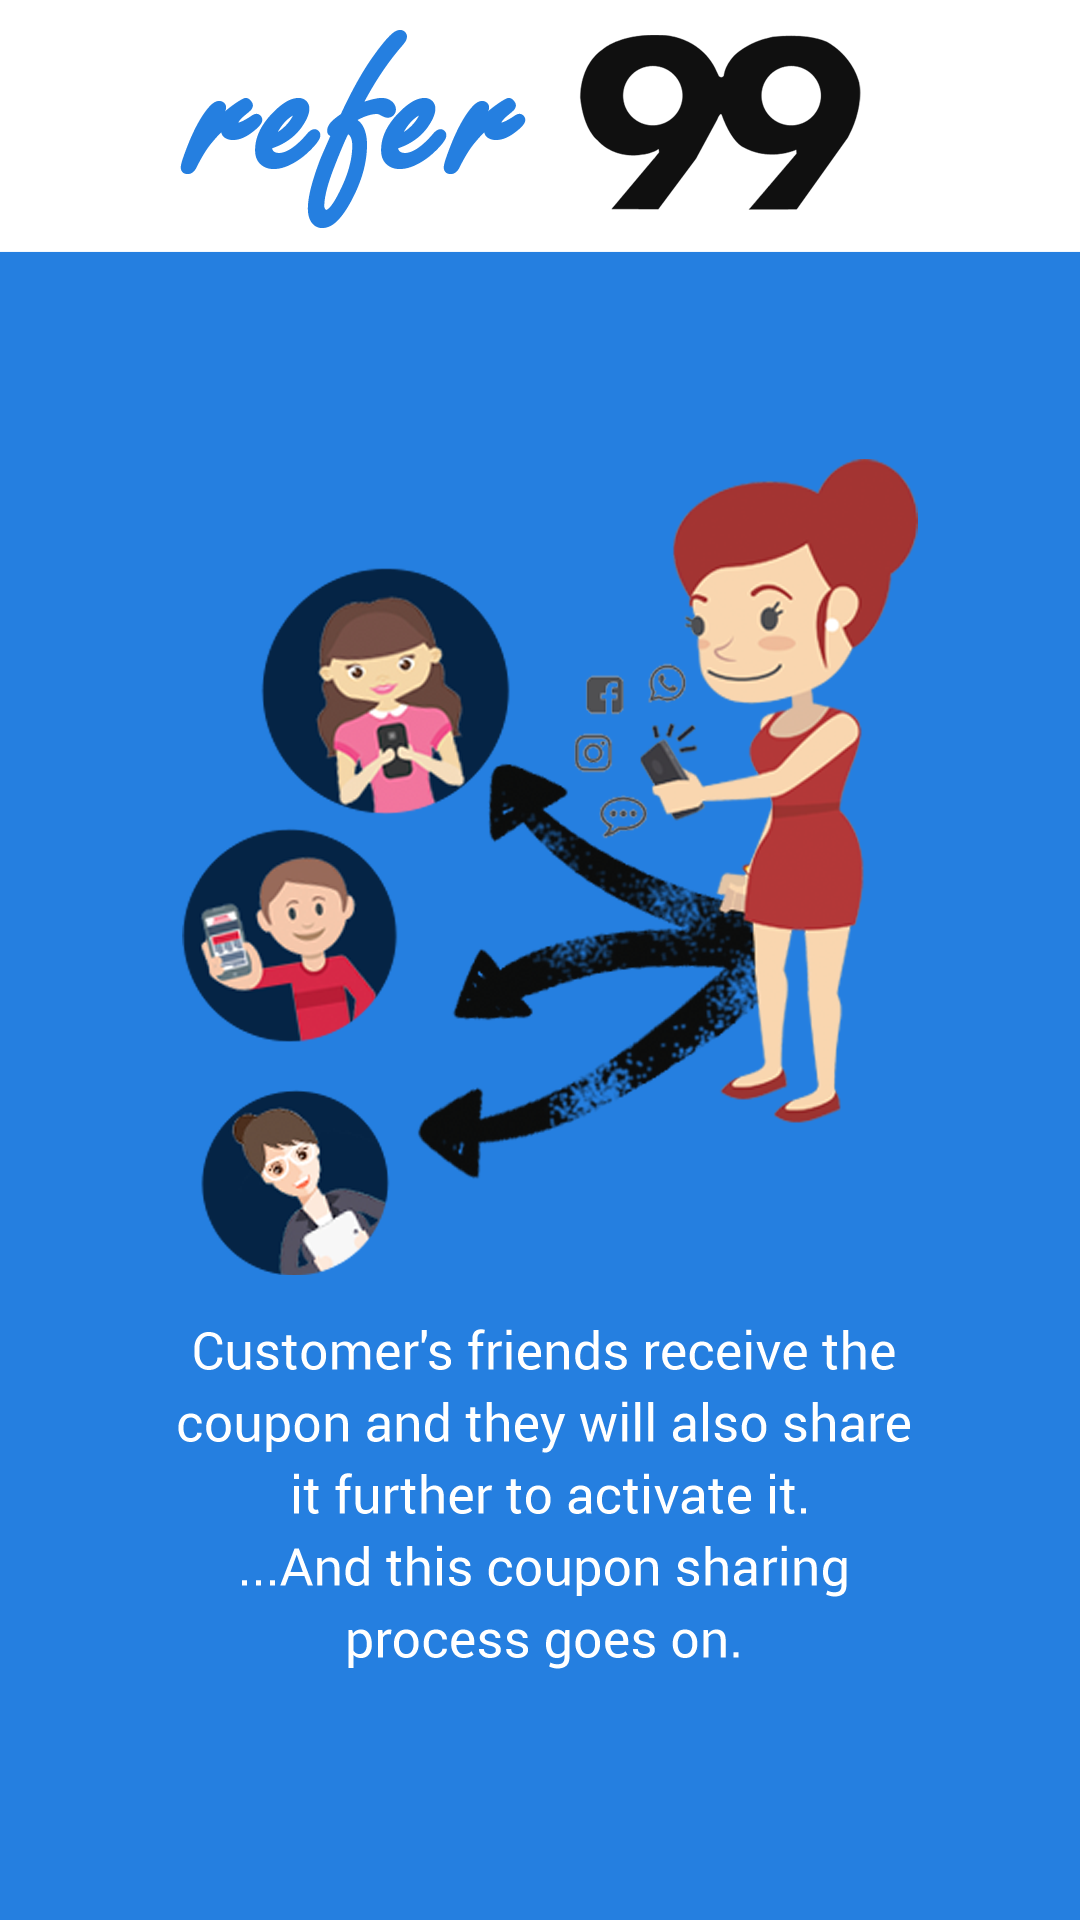 refer 99
Customer's friends receive the
coupon and they will also share
it further to activate it.
...And this coupon sharing
process goes on.